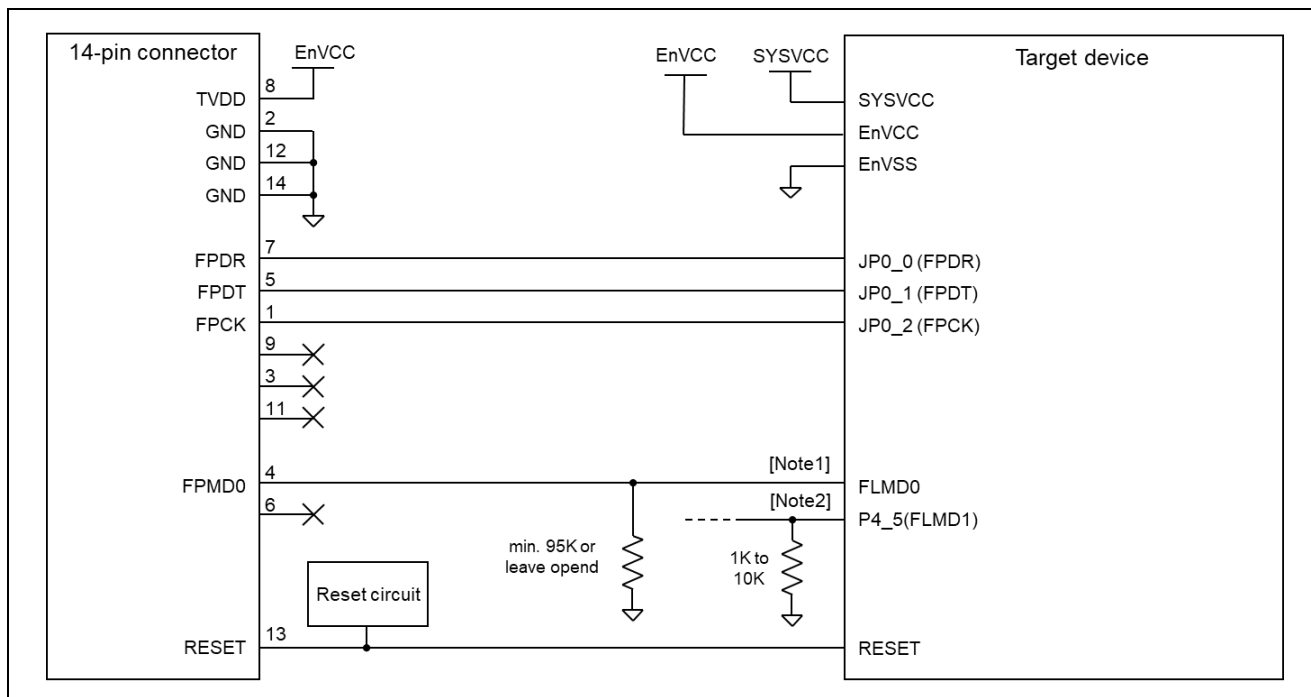 14-pin connector
EnVCC
EnVCC
SYSVCC
Target device
TVDD
8
SYSVCC
GND
2
EnVCC
GND
12
EnVSS
GND
14
FPDR
7
JP0_0 (FPDR)
FPDT
5
JP0_1 (FPDT)
FPCK
1
JP0_2 (FPCK)
9
3
11
FPMD0
4
[Note1]
FLMD0
6
[Note2]
P4_5(FLMD1)
min. 95K or
leave opend
1K to
10K
Reset circuit
RESET
13
RESET